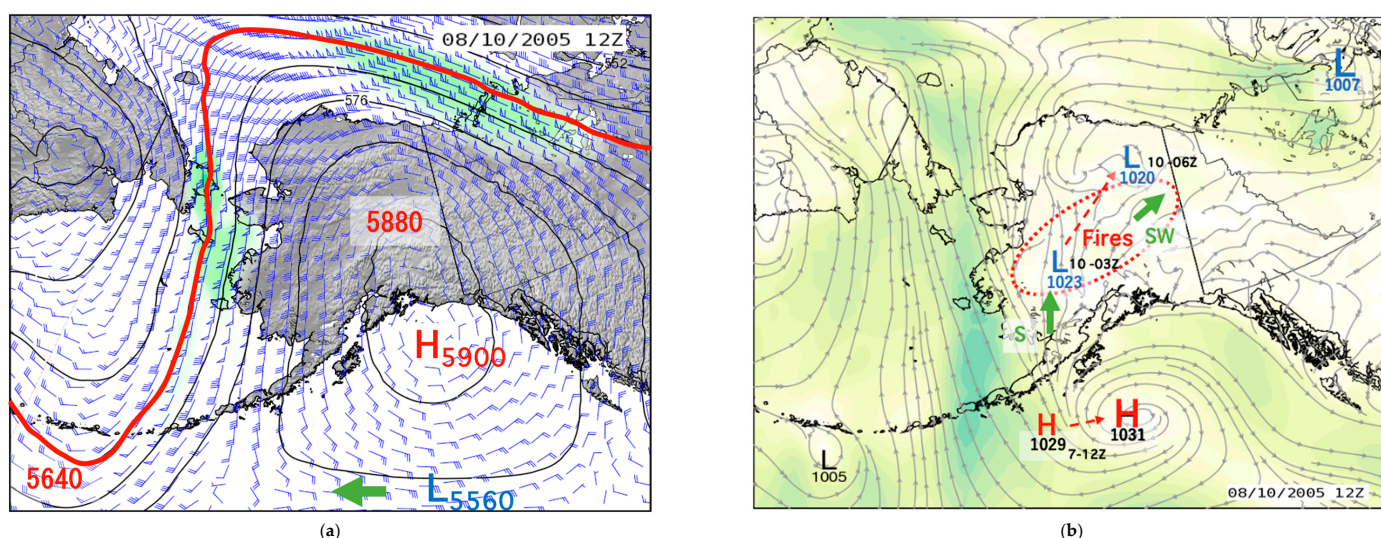 08/10/2005 12Z
552
576
5880
H5900
5640
L5560
(a)
L
1007
L 10 -06Z
1020
Fires
SW
L 10 -03Z
1023
S
H H
1029 7-12Z 1031
L
1005
08/10/2005 12Z
(b)